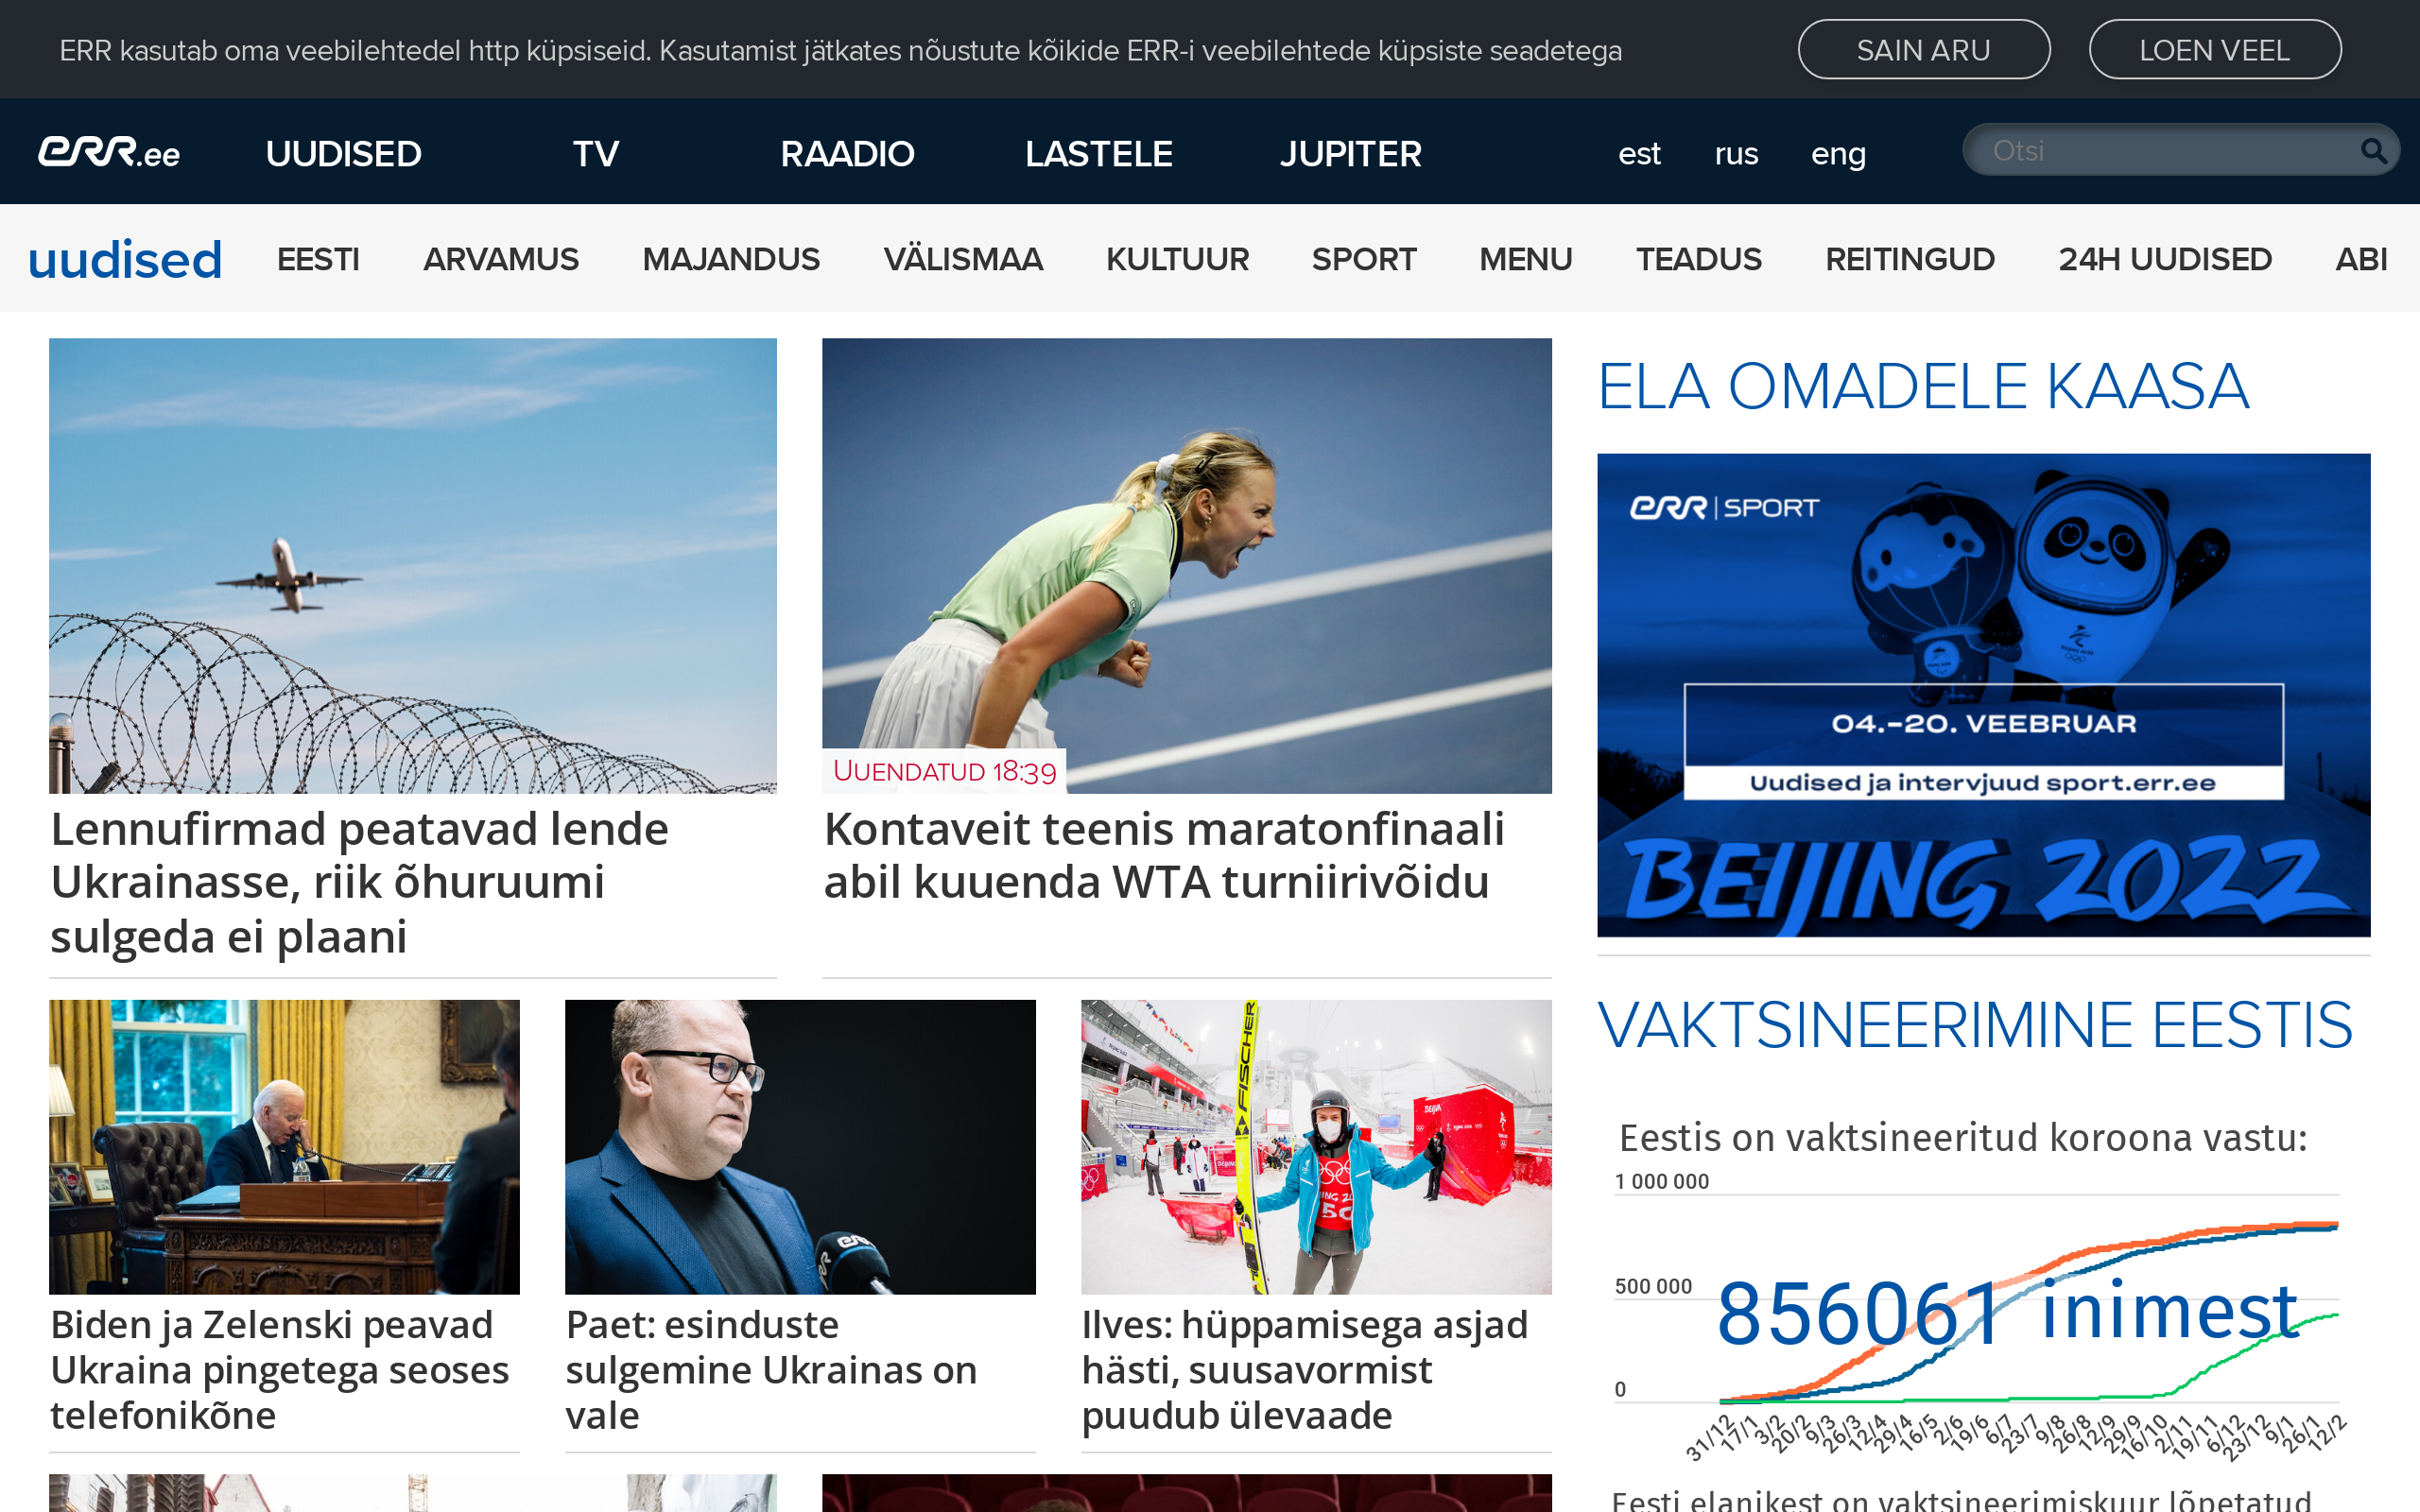 ERR kasutab oma veebilehtedel http küpsiseid. Kasutamist jätkates nõustute kõikide ERR-i veebilehtede küpsiste seadetega
SAIN ARU
LOEN VEEL
err.ee
UUDISED
TV
RAADIO
LASTELE
JUPITER
est
rus
eng
Otsi
uudised
EESTI
ARVAMUS
MAJANDUS
VÄLISMAA
KULTUUR
SPORT
MENU
TEADUS
REITINGUD
24H UUDISED
ABI
UUENDATUD 18:39
Lennufirmad peatavad lende
Ukrainasse, riik õhuruumi
sulgeda ei plaani
Kontaveit teenis maratonfinaali
abil kuuenda WTA turniirivõidu
FISCHER
BEIJING 2
50
err
Biden ja Zelenski peavad
Ukraina pingetega seoses
telefonikõne
Paet: esinduste
sulgemine Ukrainas on
vale
Ilves: hüppamisega asjad
hästi, suusavormist
puudub ülevaade
ELA OMADELE KAASA
err | SPORT
04.-20. VEEBRUAR
Uudised ja intervjuud sport.err.ee
BEIJING 2022
VAKTSINEERIMINE EESTIS
Eestis on vaktsineeritud koroona vastu:
1 000 000
500 000
0
856061 inimest
31/12
17/1
3/2
20/2
9/3
26/3
12/4
29/4
16/5
2/6
19/6
6/7
23/7
9/8
26/8
12/9
29/9
16/10
2/11
19/11
6/12
23/12
9/1
26/1
12/2
Eesti elanikest on vaktsineerimiskuur lõpetatud